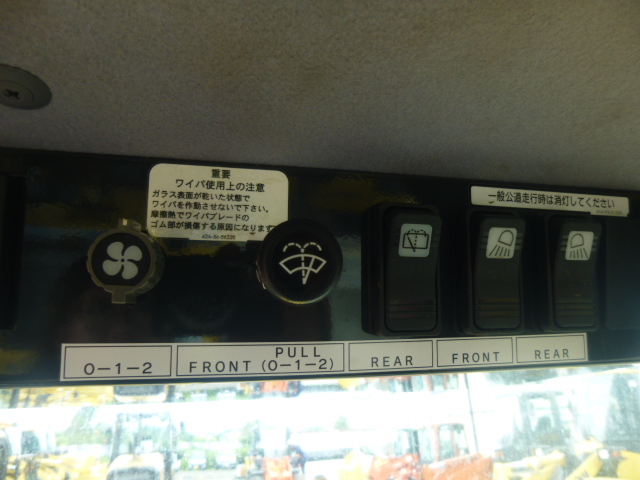 重要
ワイパ使用上の注意
ガラス表面が乾いた状態で
ワイパを作動させないで下さい。
摩擦熱でワイパブレードの
ゴム部が損傷する原因になります
一般公道走行時は消灯してください
0-1-2
PULL
FRONT (0-1-2)
REAR
FRONT
REAR